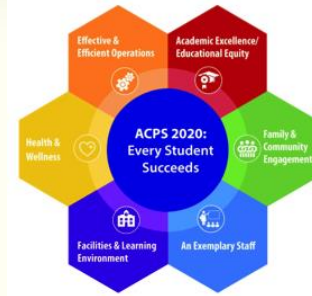 Effective &
Efficient Operations
Academic Excellence/
Educational Equity
Health &
Wellness
ACPS 2020:
Every Student
Succeeds
Family &
Community
Engagement
Facilities & Learning
Environment
An Exemplary Staff